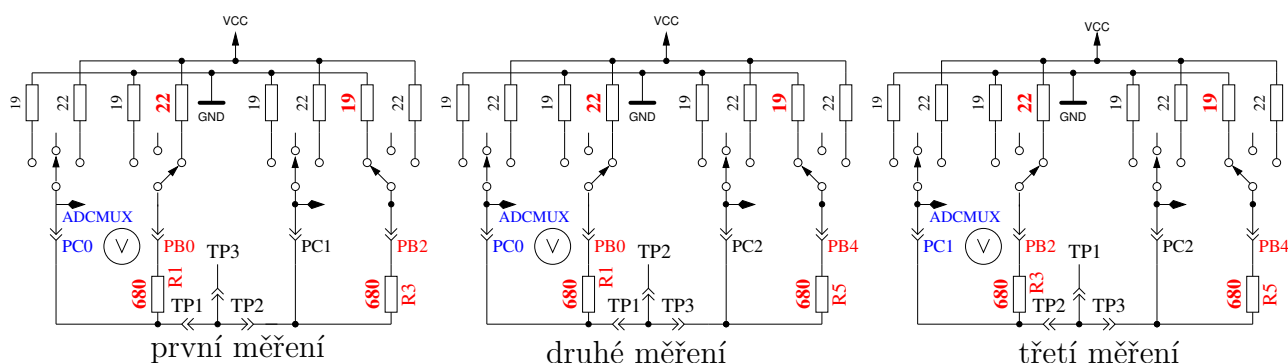 VCC
19
22
19
22
GND
19
22
19
22
ADCMUX
PC0
V
PB0
TP3
PC1
PB2
680
R1
TP1
TP2
680
R3
první měření
VCC
19
22
19
22
GND
19
22
19
22
ADCMUX
PC0
V
PB0
TP2
PC2
PB4
680
R1
TP1
TP3
680
R5
druhé měření
VCC
19
22
19
22
GND
19
22
19
22
ADCMUX
PC1
V
PB2
TP1
PC2
PB4
680
R3
TP2
TP3
680
R5
třetí měření